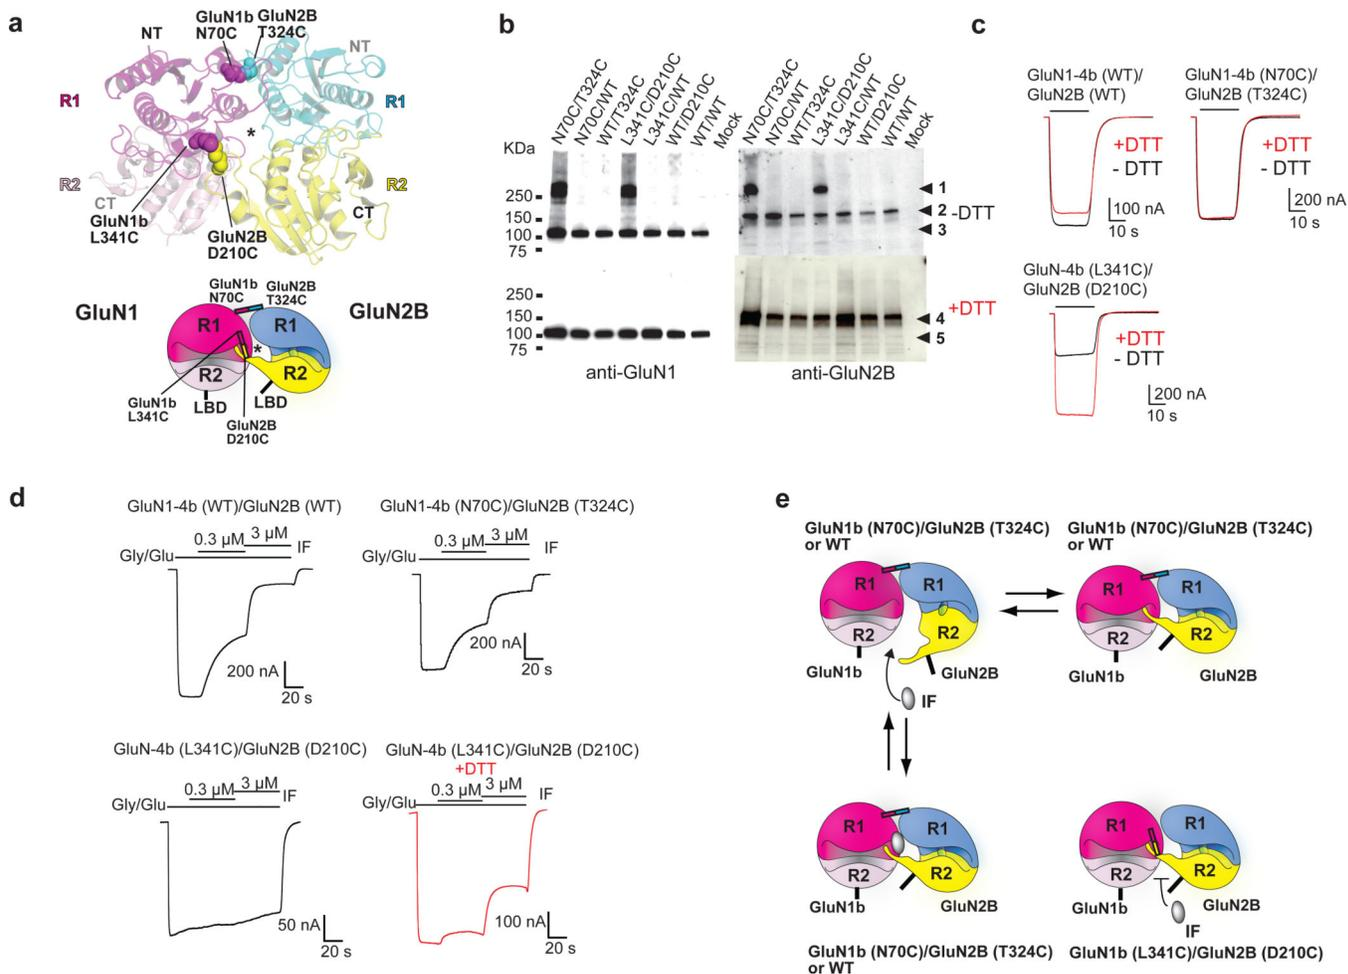 a
GluN1b
N70C
GluN2B
T324C
NT
NT
R1
R1
*
R2
R2
CT
CT
GluN1b
L341C
GluN2B
D210C
GluN1
GluN1b
N70C
GluN2B
T324C
GluN2B
R1
R1
*
R2
R2
GluN1b
L341C
LBD
LBD
GluN2B
D210C
b
N70C/T324C
N70C/WT
WT/T324C
L341C/D210C
L341C/WT
WT/D210C
WT/WT
Mock
N70C/T324C
N70C/WT
WT/T324C
L341C/D210C
L341C/WT
WT/D210C
WT/WT
Mock
KDa
250
150
100
75
1
2
-DTT
3
250
150
100
75
4
+DTT
5
anti-GluN1
anti-GluN2B
c
GluN1-4b (WT)/
GluN2B (WT)
+DTT
- DTT
100 nA
10 s
GluN1-4b (N70C)/
GluN2B (T324C)
+DTT
- DTT
200 nA
10 s
GluN-4b (L341C)/
GluN2B (D210C)
+DTT
- DTT
200 nA
10 s
d
GluN1-4b (WT)/GluN2B (WT)
0.3 µM
3 µM
IF
Gly/Glu
200 nA
20 s
GluN1-4b (N70C)/GluN2B (T324C)
0.3 µM
3 µM
IF
Gly/Glu
200 nA
20 s
GluN-4b (L341C)/GluN2B (D210C)
0.3 µM
3 µM
IF
Gly/Glu
50 nA
20 s
GluN-4b (L341C)/GluN2B (D210C)
+DTT
0.3 µM
3 µM
IF
Gly/Glu
100 nA
20 s
e
GluN1b (N70C)/GluN2B (T324C)
or WT
R1
R1
R2
R2
GluN1b
GluN2B
IF
GluN1b (N70C)/GluN2B (T324C)
or WT
R1
R1
R2
R2
GluN1b
GluN2B
R1
R1
R2
R2
GluN1b
GluN2B
GluN1b (N70C)/GluN2B (T324C)
or WT
R1
R1
R2
R2
GluN1b
GluN2B
IF
GluN1b (L341C)/GluN2B (D210C)